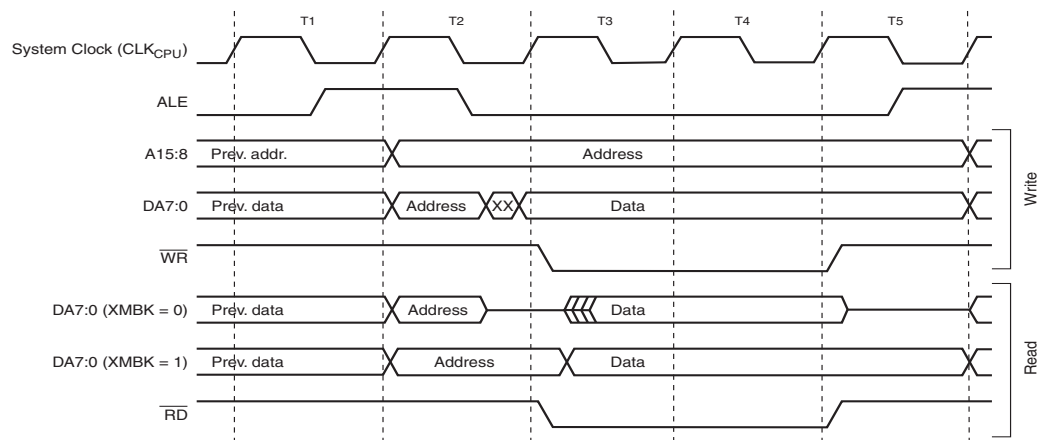 T1 T2 T3 T4 T5
System Clock (CLKCPU)
ALE
A15:8 Prev. addr. Address
DA7:0 Prev. data Address XX Data
WR
Write
DA7:0 (XMBK = 0) Prev. data Address Data
DA7:0 (XMBK = 1) Prev. data Address Data
RD
Read